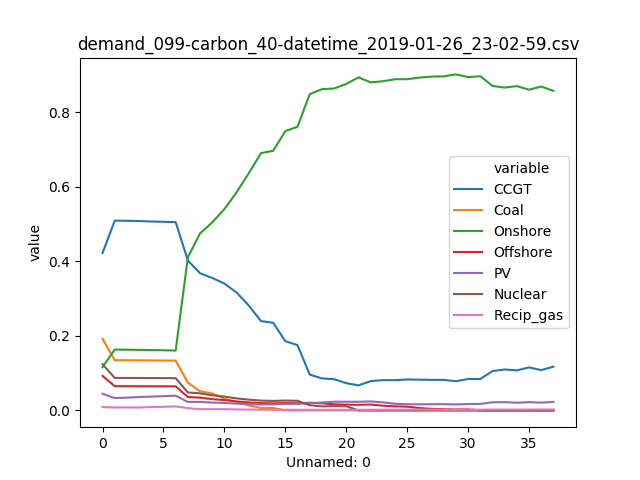 demand_099-carbon_40-datetime_2019-01-26_23-02-59.csv
value
0.8
0.6
0.4
0.2
0.0
variable
CCGT
Coal
Onshore
Offshore
PV
Nuclear
Recip_gas
0 5 10 15 20 25 30 35
Unnamed: 0